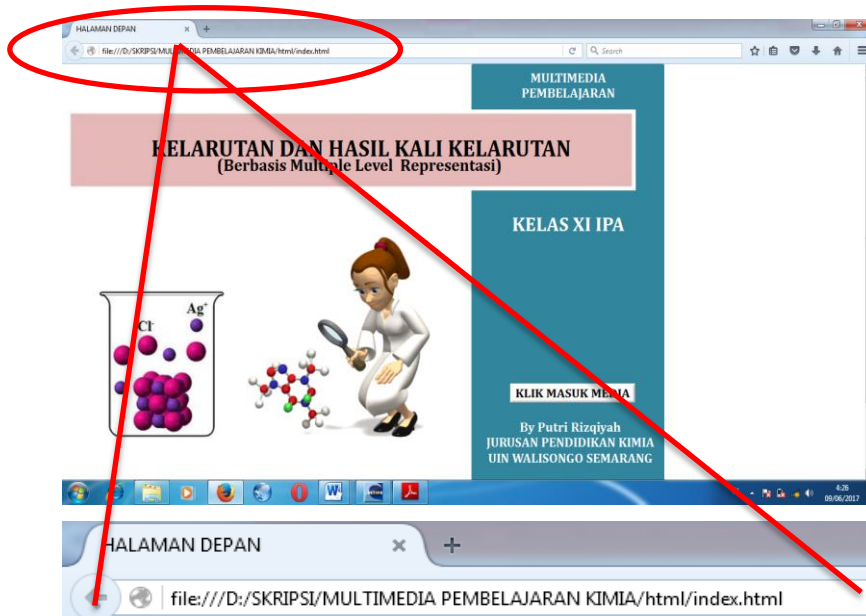 HALAMAN DEPAN
file:///D:/SKRIPSI/MULTIMEDIA PEMBELAJARAN KIMIA/html/index.html
Search
MULTIMEDIA
PEMBELAJARAN
KELARUTAN DAN HASIL KALI KELARUTAN
(Berbasis Multiple Level Representasi)
KELAS XI IPA
Ag⁺
Cl⁻
KLIK MASUK MEDIA
By Putri Rizqiyah
JURUSAN PENDIDIKAN KIMIA
UIN WALISONGO SEMARANG
4:26
09/06/2017
HALAMAN DEPAN
file:///D:/SKRIPSI/MULTIMEDIA PEMBELAJARAN KIMIA/html/index.html